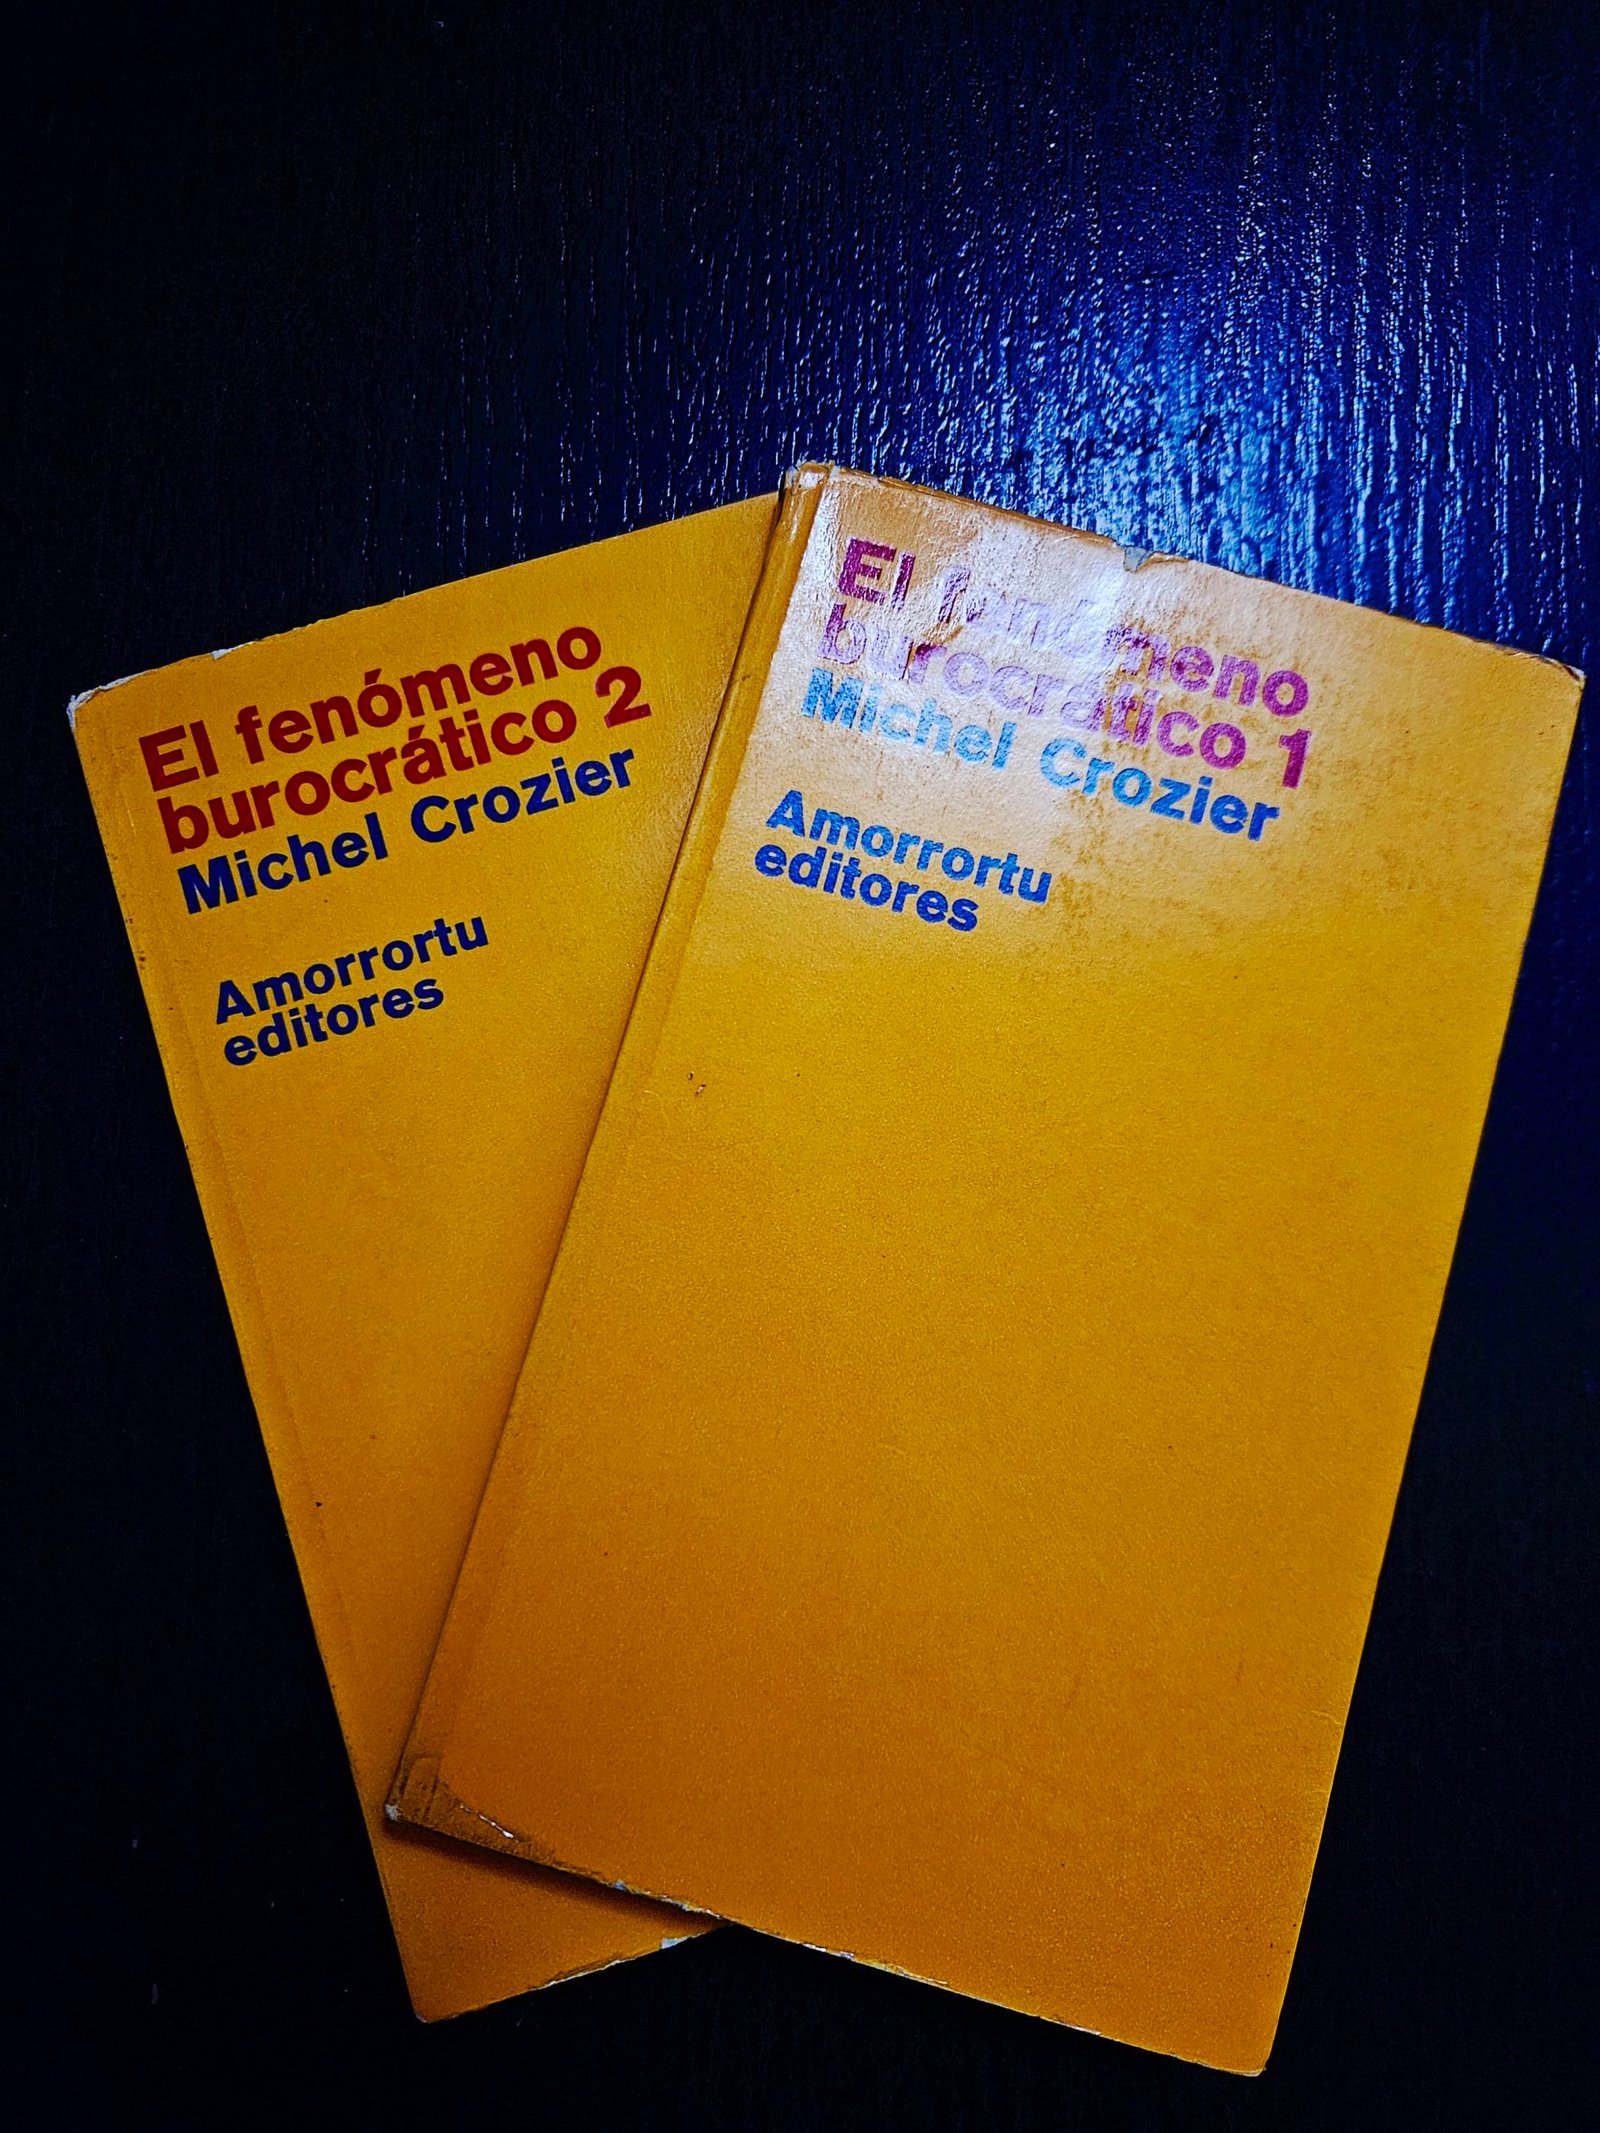 El fenómeno
burocrático 2
Michel Crozier
Amorrortu
editores
El fenómeno
burocrático 1
Michel Crozier
Amorrortu
editores